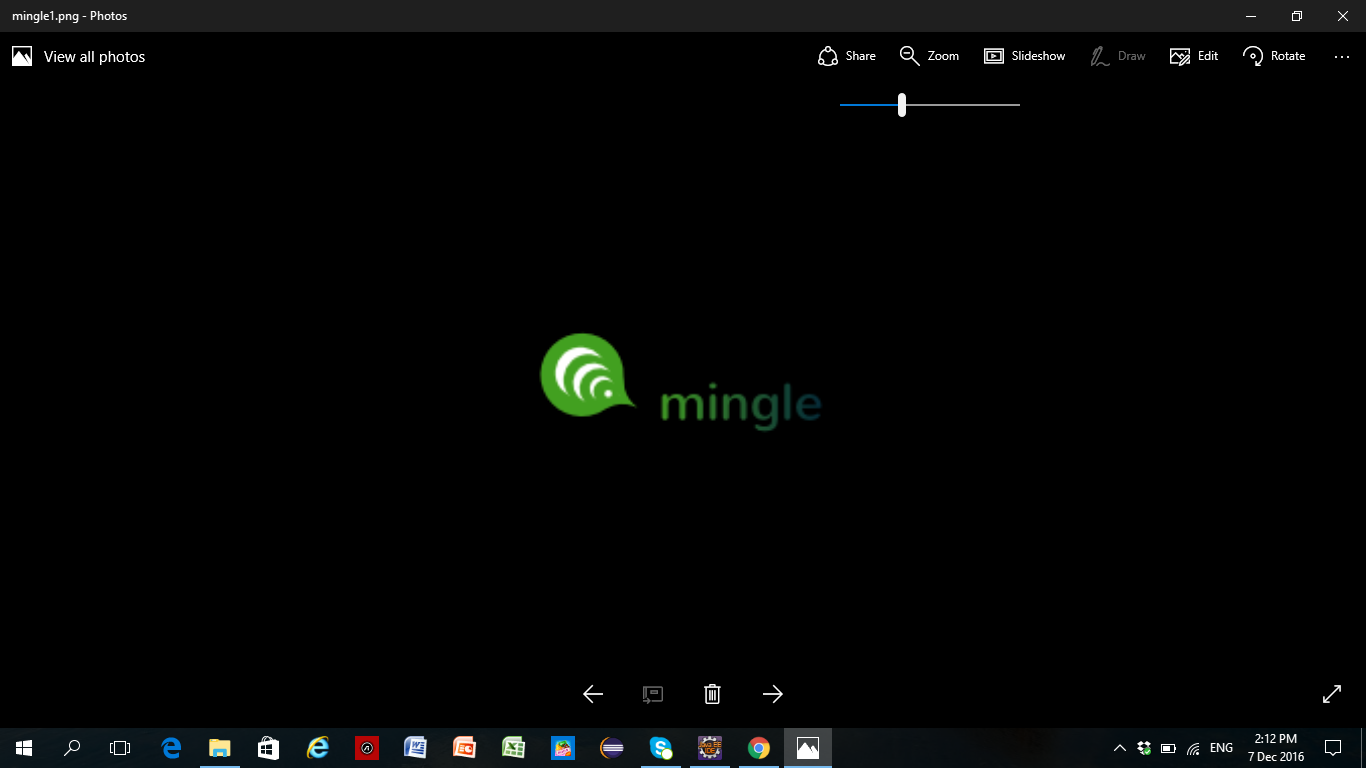 mingle1.png - Photos
View all photos
Share
Zoom
Slideshow
Draw
Edit
Rotate
mingle
ENG
2:12 PM
7 Dec 2016